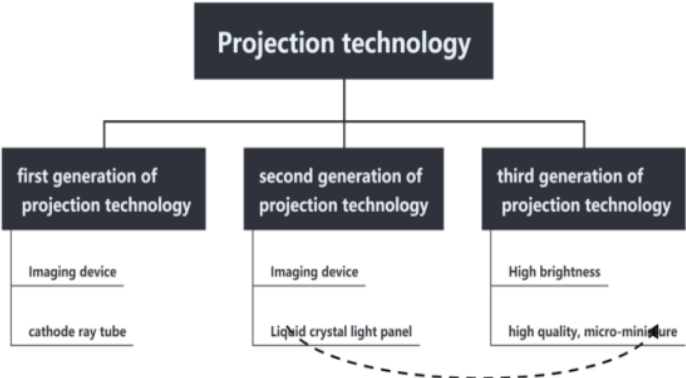 Projection technology
first generation of
projection technology
second generation of
projection technology
third generation of
projection technology
Imaging device
cathode ray tube
Imaging device
Liquid crystal light panel
High brightness
high quality, micro-miniature